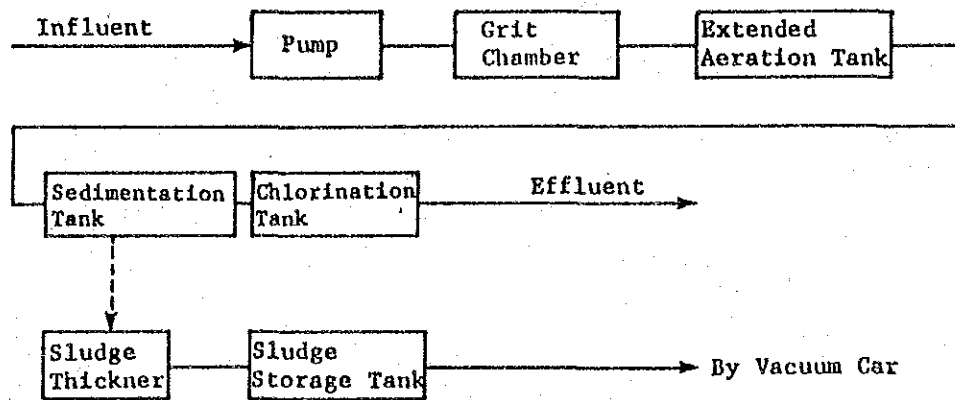 Influent
Pump
Grit
Chamber
Extended
Aeration Tank
Sedimentation
Tank
Chlorination
Tank
Effluent
Sludge
Thickner
Sludge
Storage Tank
By Vacuum Car